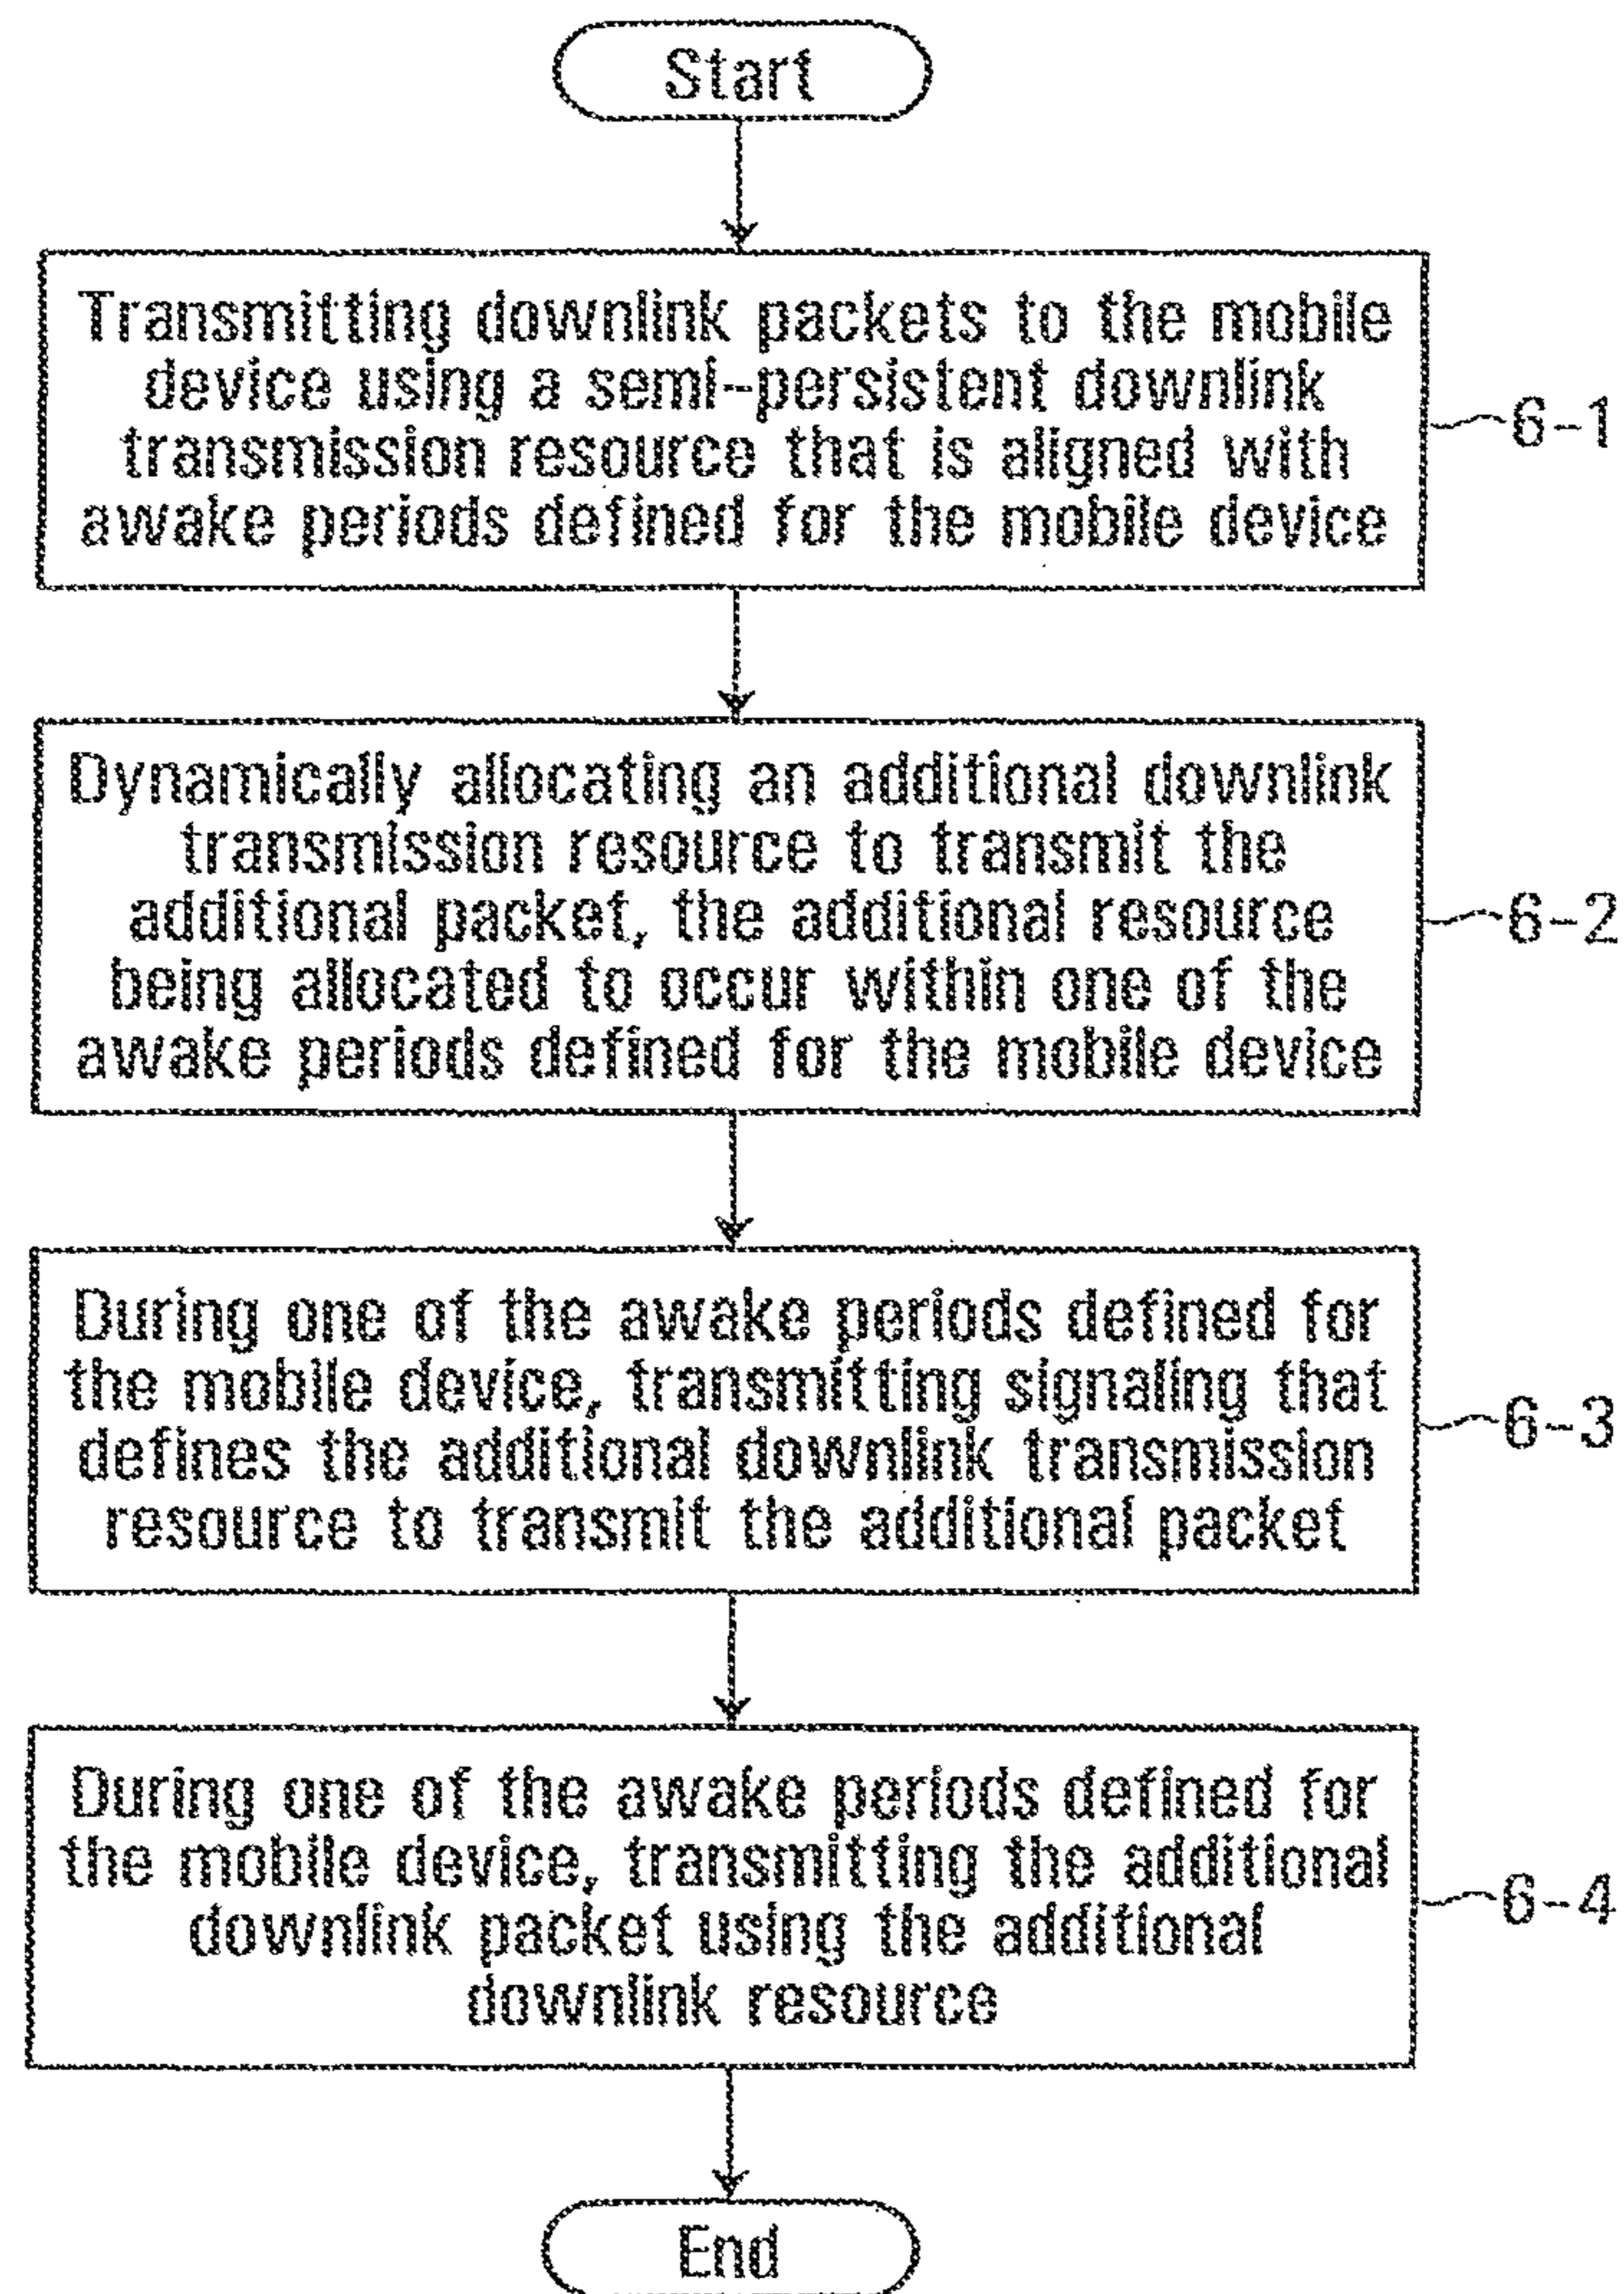 Start
Transmitting downlink packets to the mobile
device using a semi-persistent downlink
transmission resource that is aligned with
awake periods defined for the mobile device
6-1
Dynamically allocating an additional downlink
transmission resource to transmit the
additional packet, the additional resource
being allocated to occur within one of the
awake periods defined for the mobile device
6-2
During one of the awake periods defined for
the mobile device, transmitting signaling that
defines the additional downlink transmission
resource to transmit the additional packet
6-3
During one of the awake periods defined for
the mobile device, transmitting the additional
downlink packet using the additional
downlink resource
6-4
End